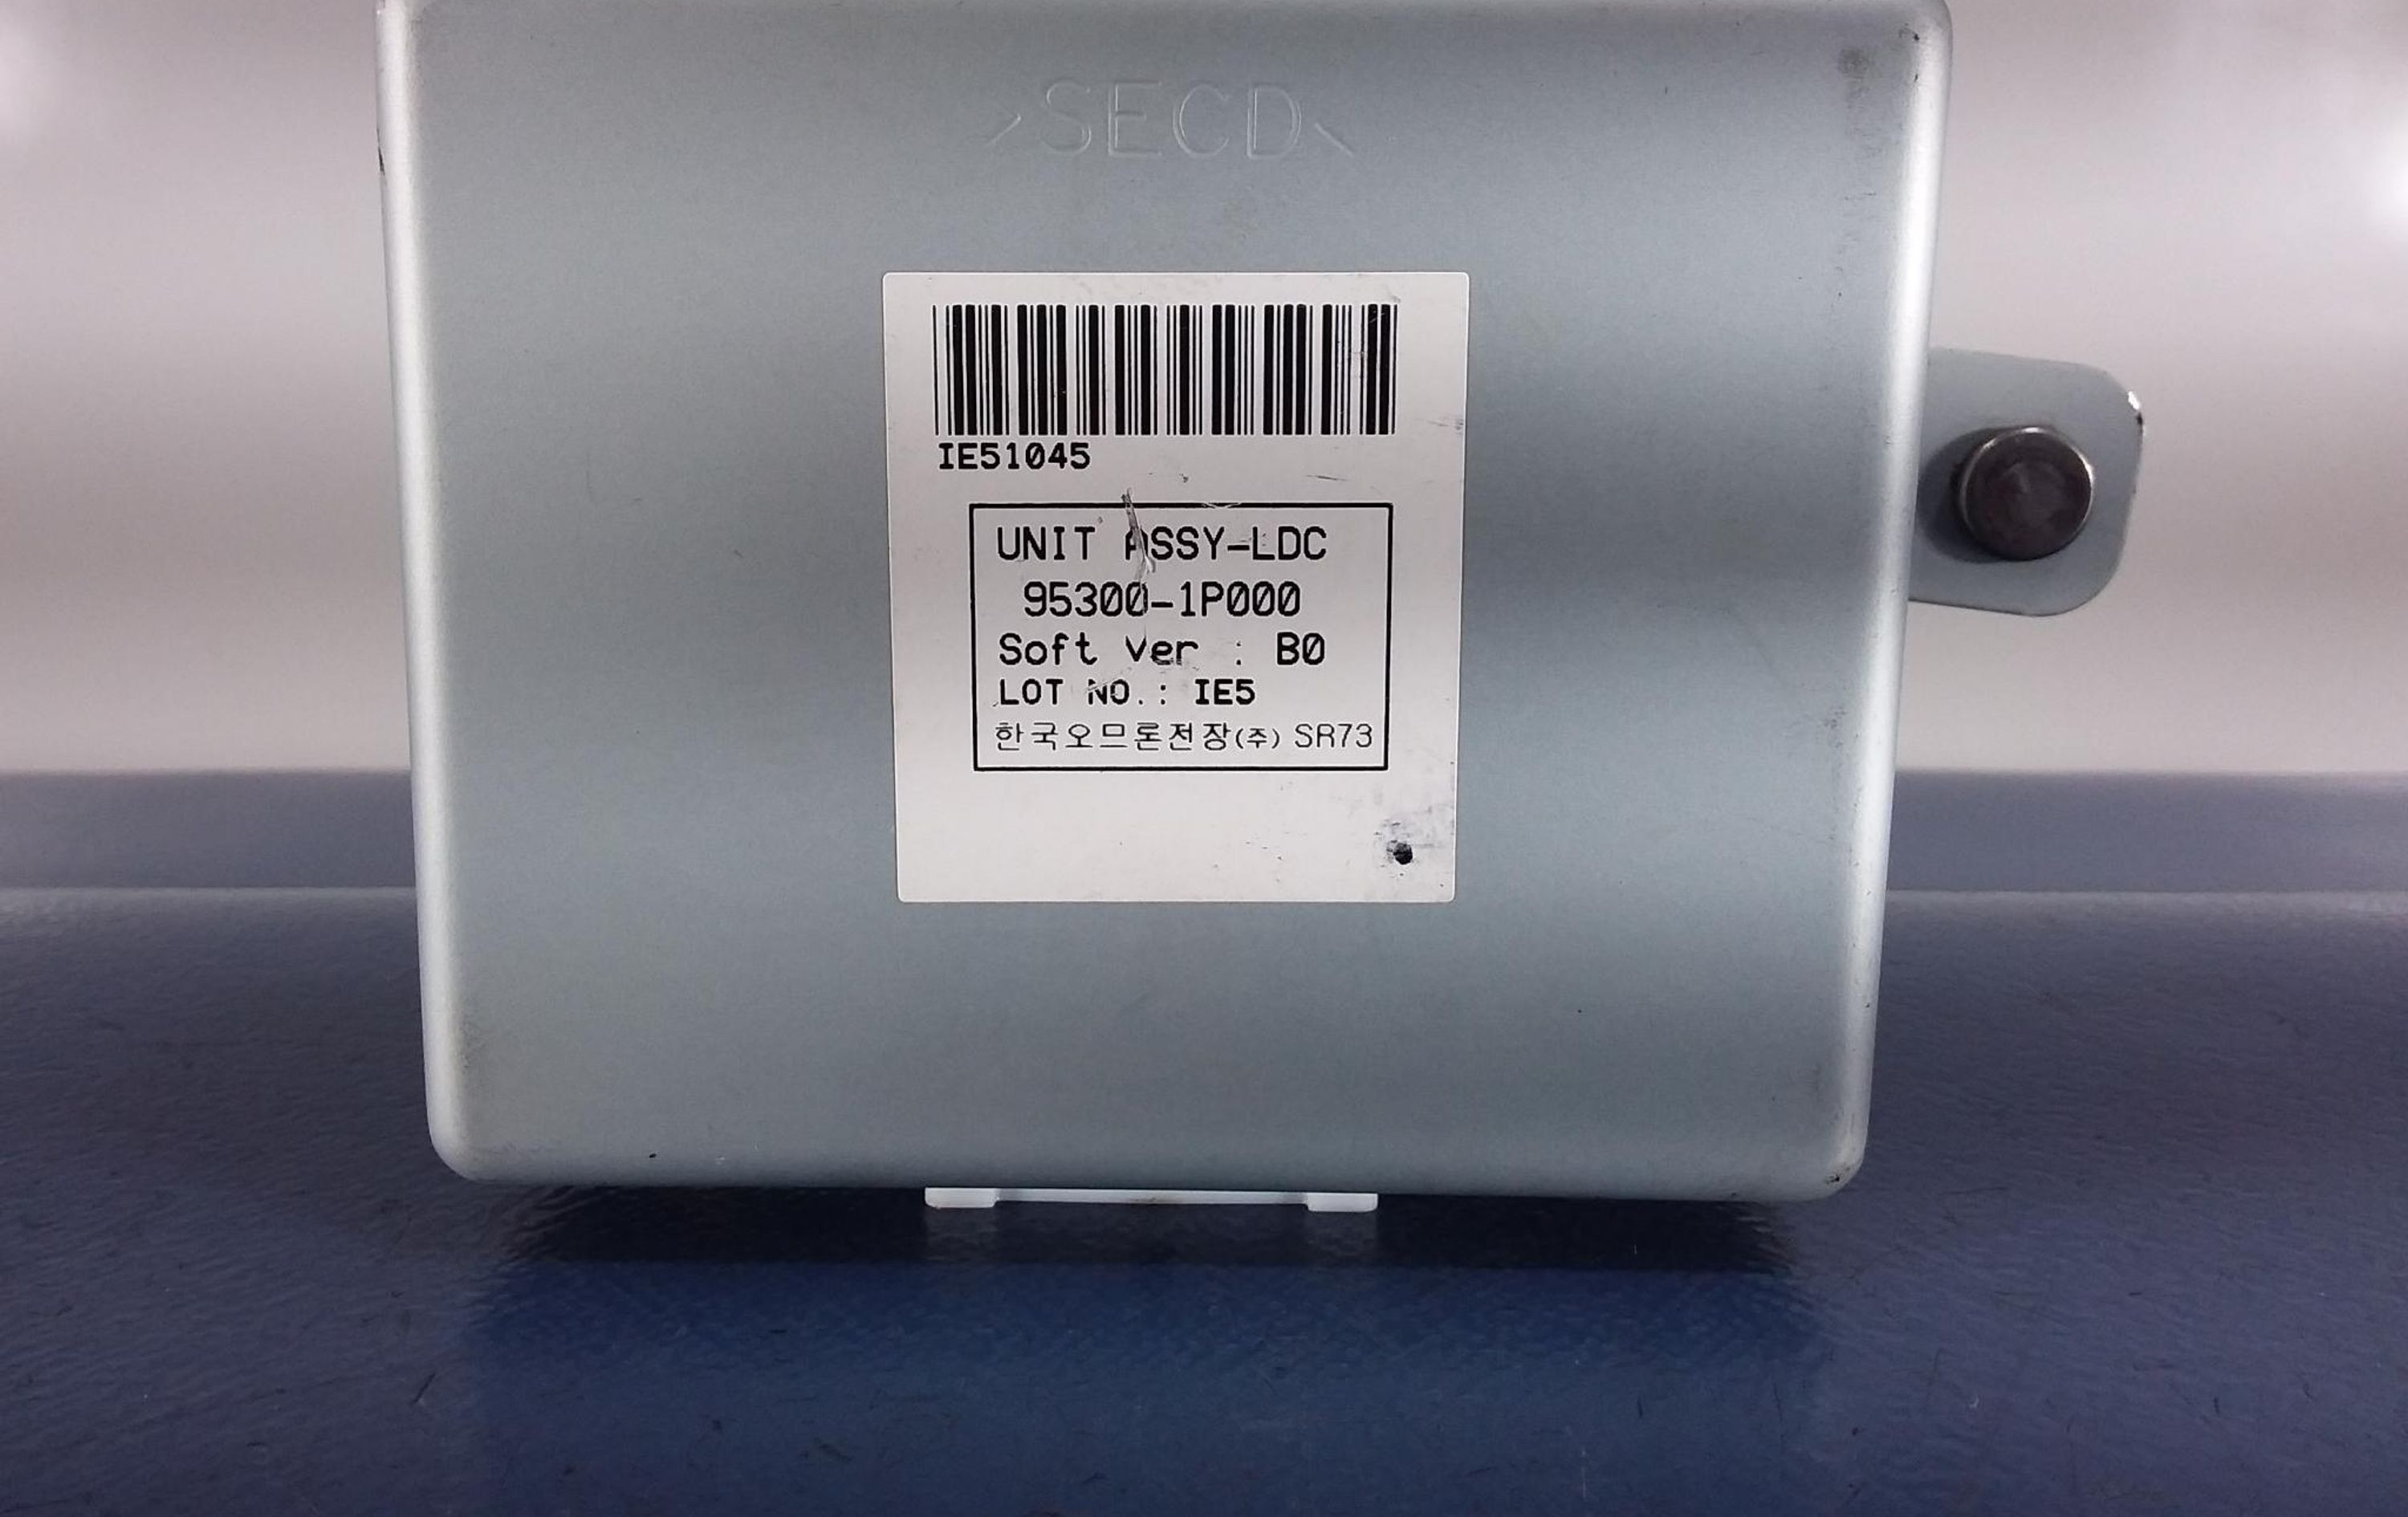 >SECD<
IE51045
UNIT ASSY-LDC
95300-1P000
Soft Ver : B0
LOT NO.: IE5
한국오므론전장(주) SR73